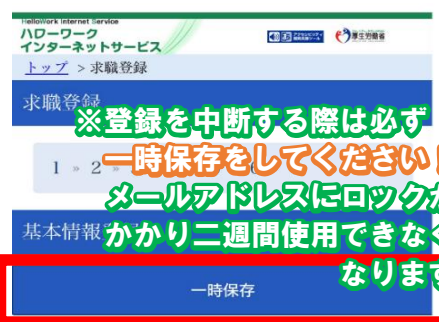 HelloWork Internet Service
ハローワーク
インターネットサービス
厚生労働省
トップ > 求職登録
求職登録
※登録を中断する際は必ず
1 » 2 »
一時保存をしてください！
メールアドレスにロックが
基本情報
かかり二週間使用できなく
なります
一時保存